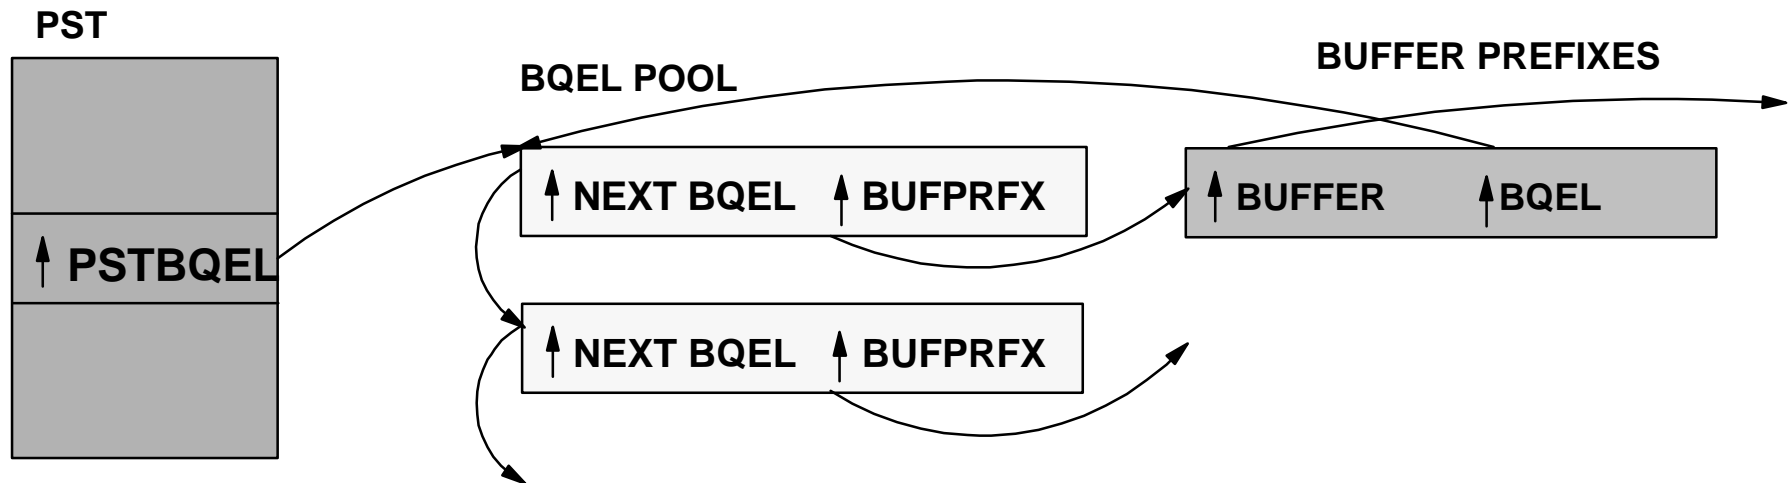 PST
BUFFER PREFIXES
BQEL POOL
↑ NEXT BQEL ↑ BUFPRFX
↑ BUFFER ↑ BQEL
↑ PSTBQEL
↑ NEXT BQEL ↑ BUFPRFX